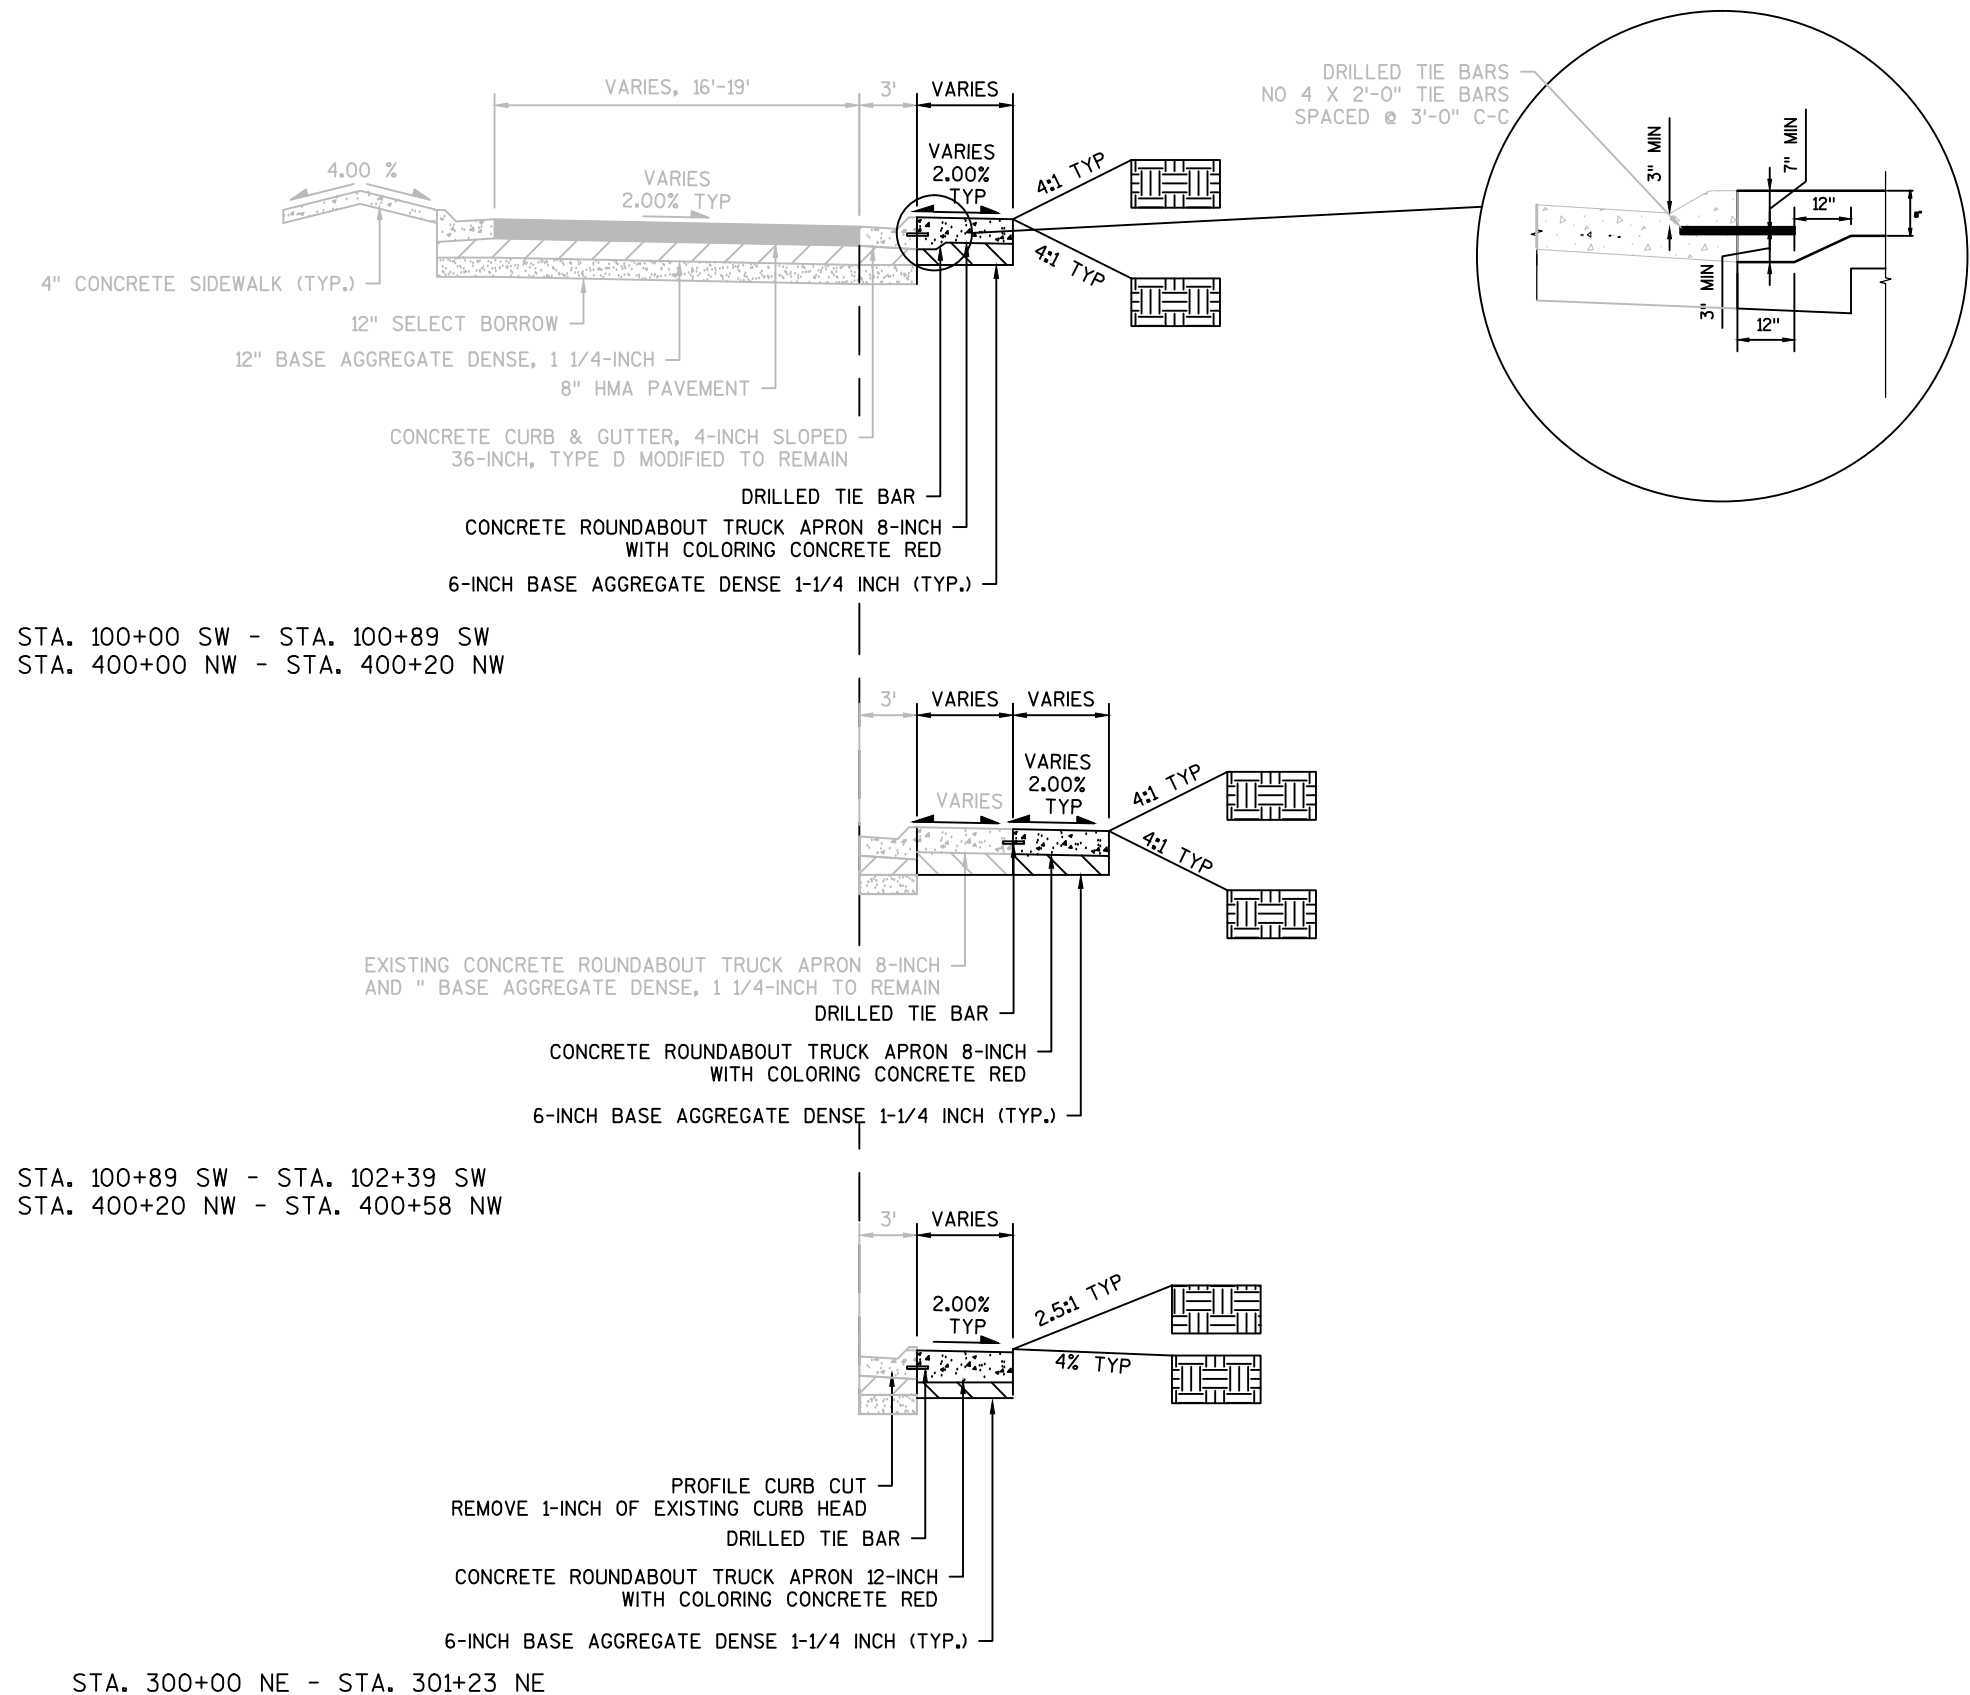 VARIES, 16'-19'
3'
VARIES
DRILLED TIE BARS
NO 4 X 2'-0" TIE BARS
SPACED @ 3'-0" C-C
3" MIN
7" MIN
12"
3" MIN
12"
4.00 %
VARIES
2.00% TYP
VARIES
2.00%
TYP
4:1 TYP
4:1 TYP
4" CONCRETE SIDEWALK (TYP.)
12" SELECT BORROW
12" BASE AGGREGATE DENSE, 1 1/4-INCH
8" HMA PAVEMENT
CONCRETE CURB & GUTTER, 4-INCH SLOPED
36-INCH, TYPE D MODIFIED TO REMAIN
DRILLED TIE BAR
CONCRETE ROUNDABOUT TRUCK APRON 8-INCH
WITH COLORING CONCRETE RED
6-INCH BASE AGGREGATE DENSE 1-1/4 INCH (TYP.)
STA. 100+00 SW - STA. 100+89 SW
STA. 400+00 NW - STA. 400+20 NW
3'
VARIES
VARIES
VARIES
VARIES
2.00%
TYP
4:1 TYP
4:1 TYP
EXISTING CONCRETE ROUNDABOUT TRUCK APRON 8-INCH
AND " BASE AGGREGATE DENSE, 1 1/4-INCH TO REMAIN
DRILLED TIE BAR
CONCRETE ROUNDABOUT TRUCK APRON 8-INCH
WITH COLORING CONCRETE RED
6-INCH BASE AGGREGATE DENSE 1-1/4 INCH (TYP.)
STA. 100+89 SW - STA. 102+39 SW
STA. 400+20 NW - STA. 400+58 NW
3'
VARIES
2.00%
TYP
2.5:1 TYP
4% TYP
PROFILE CURB CUT
REMOVE 1-INCH OF EXISTING CURB HEAD
DRILLED TIE BAR
CONCRETE ROUNDABOUT TRUCK APRON 12-INCH
WITH COLORING CONCRETE RED
6-INCH BASE AGGREGATE DENSE 1-1/4 INCH (TYP.)
STA. 300+00 NE - STA. 301+23 NE